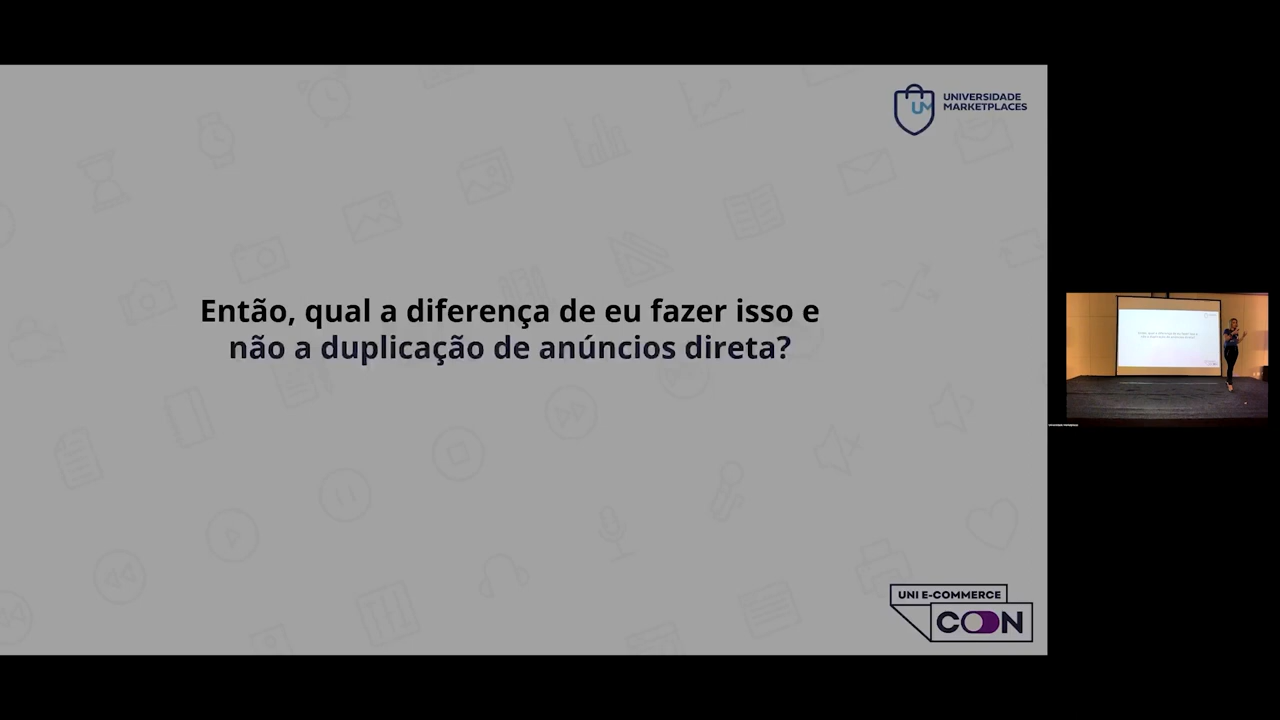 UNIVERSIDADE
MARKETPLACES
Então, qual a diferença de eu fazer isso e
não a duplicação de anúncios direta?
UNI E-COMMERCE
CON